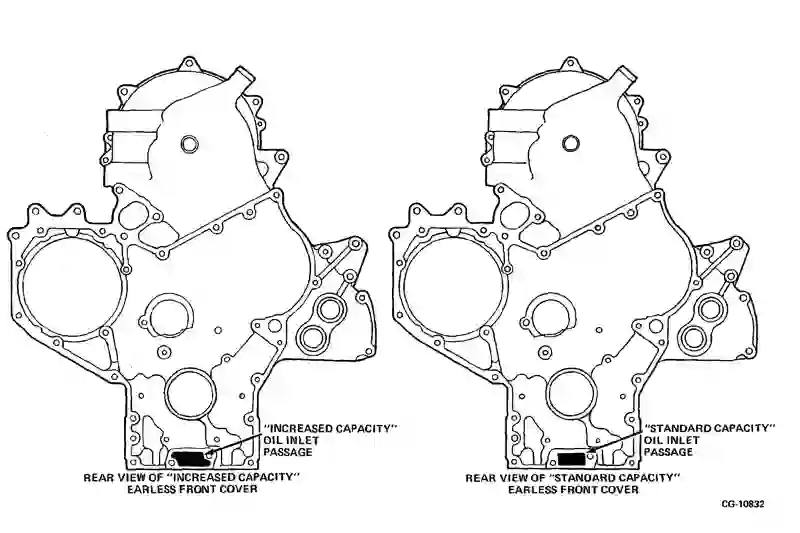 "INCREASED CAPACITY"
OIL INLET
PASSAGE
REAR VIEW OF "INCREASED CAPACITY"
EARLESS FRONT COVER
"STANDARD CAPACITY"
OIL INLET
PASSAGE
REAR VIEW OF "STANDARD CAPACITY"
EARLESS FRONT COVER
CG-10832